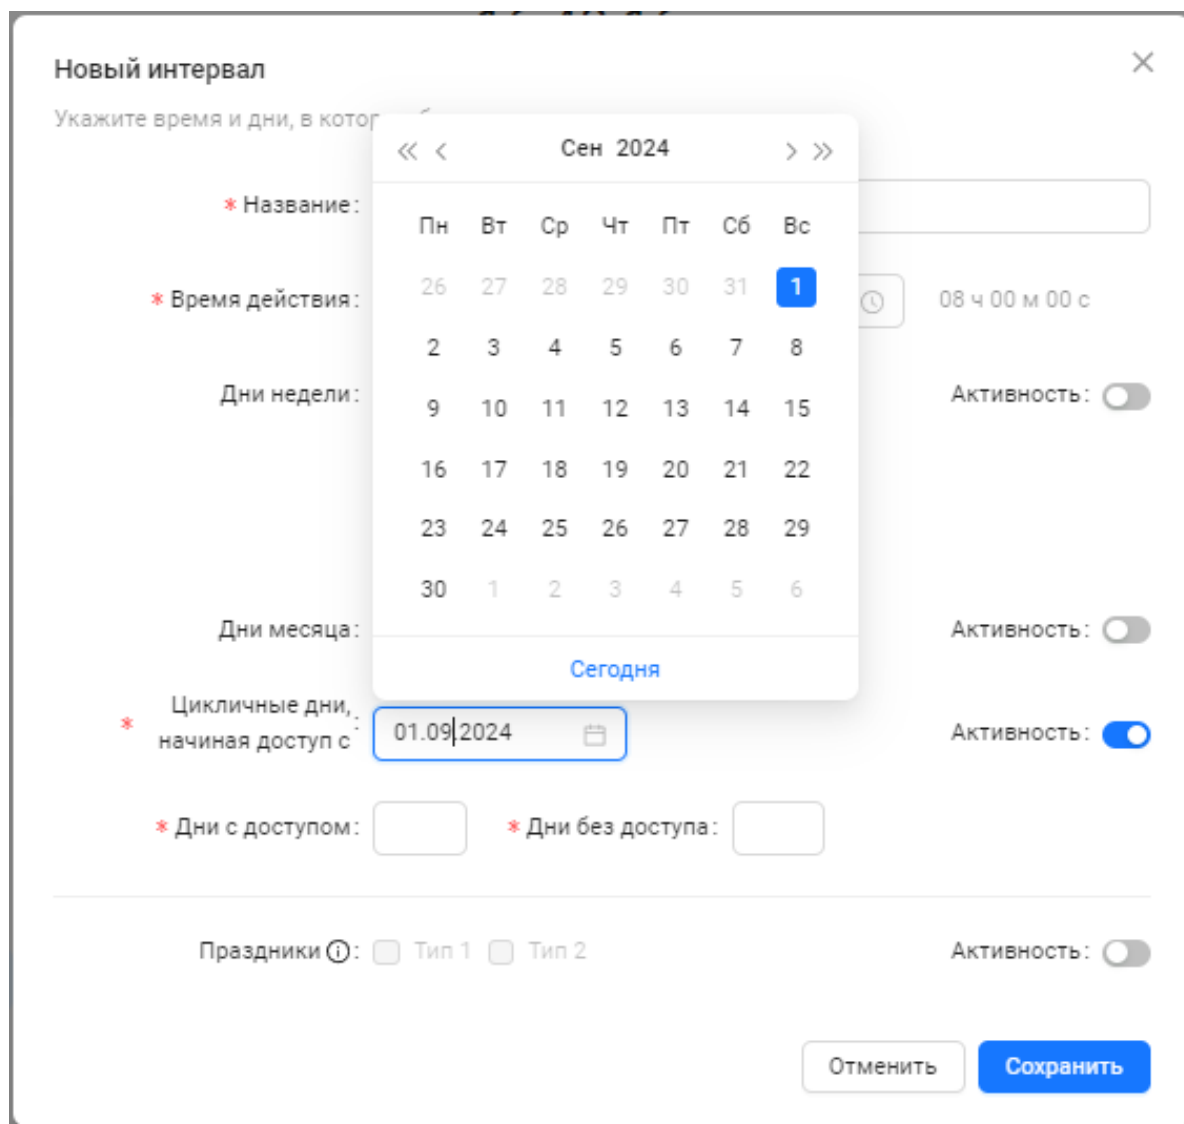 Новый интервал
Укажите время и дни, в котор
Сен 2024
* Название:
Пн Вт Ср Чт Пт Сб Вс
26 27 28 29 30 31 1
* Время действия:
08 ч 00 м 00 с
2 3 4 5 6 7 8
Дни недели:
Активность:
9 10 11 12 13 14 15
16 17 18 19 20 21 22
23 24 25 26 27 28 29
30 1 2 3 4 5 6
Дни месяца:
Активность:
Сегодня
* Цикличные дни,
начиная доступ с :
01.09.2024
Активность:
* Дни с доступом:
* Дни без доступа:
Праздники : Тип 1 Тип 2
Активность:
Отменить Сохранить